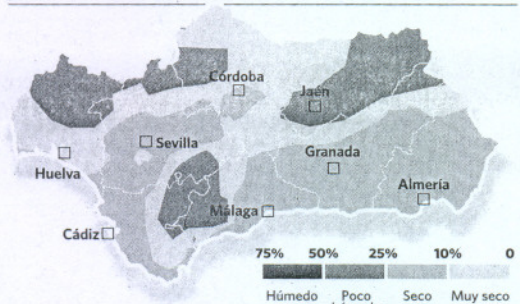 Córdoba
Jaén
Sevilla
Huelva
Granada
Almería
Málaga
Cádiz
75% 50% 25% 10% 0
Húmedo Poco Seco Muy seco